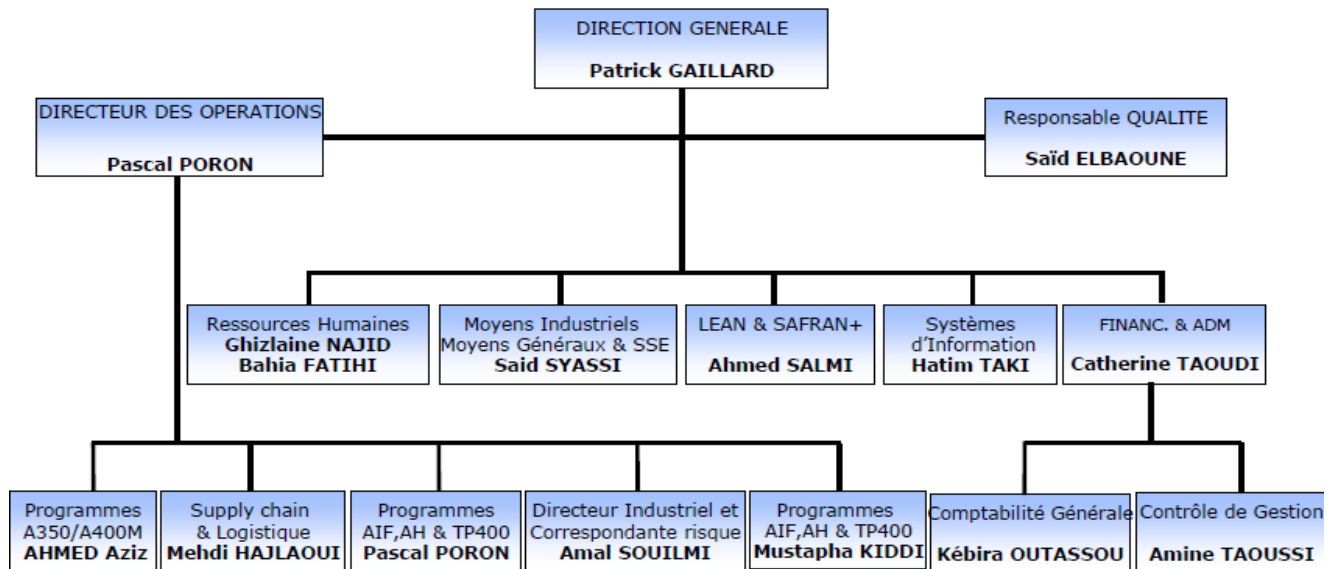 DIRECTION GENERALE
Patrick GAILLARD
DIRECTEUR DES OPERATIONS
Pascal PORON
Responsable QUALITE
Saïd ELBAOUNE
Ressources Humaines
Ghizlaine NAJID
Bahia FATIHI
Moyens Industriels
Moyens Généraux & SSE
Said SYASSI
LEAN & SAFRAN+
Ahmed SALMI
Systèmes
d'Information
Hatim TAKI
FINANC. & ADM
Catherine TAOUDI
Programmes
A350/A400M
AHMED Aziz
Supply chain
& Logistique
Mehdi HAJLAOUI
Programmes
AIF,AH & TP400
Pascal PORON
Directeur Industriel et
Correspondante risque
Amal SOUILMI
Programmes
AIF,AH & TP400
Mustapha KIDDI
Comptabilité Générale
Kébira OUTASSOU
Contrôle de Gestion
Amine TAOUSSI